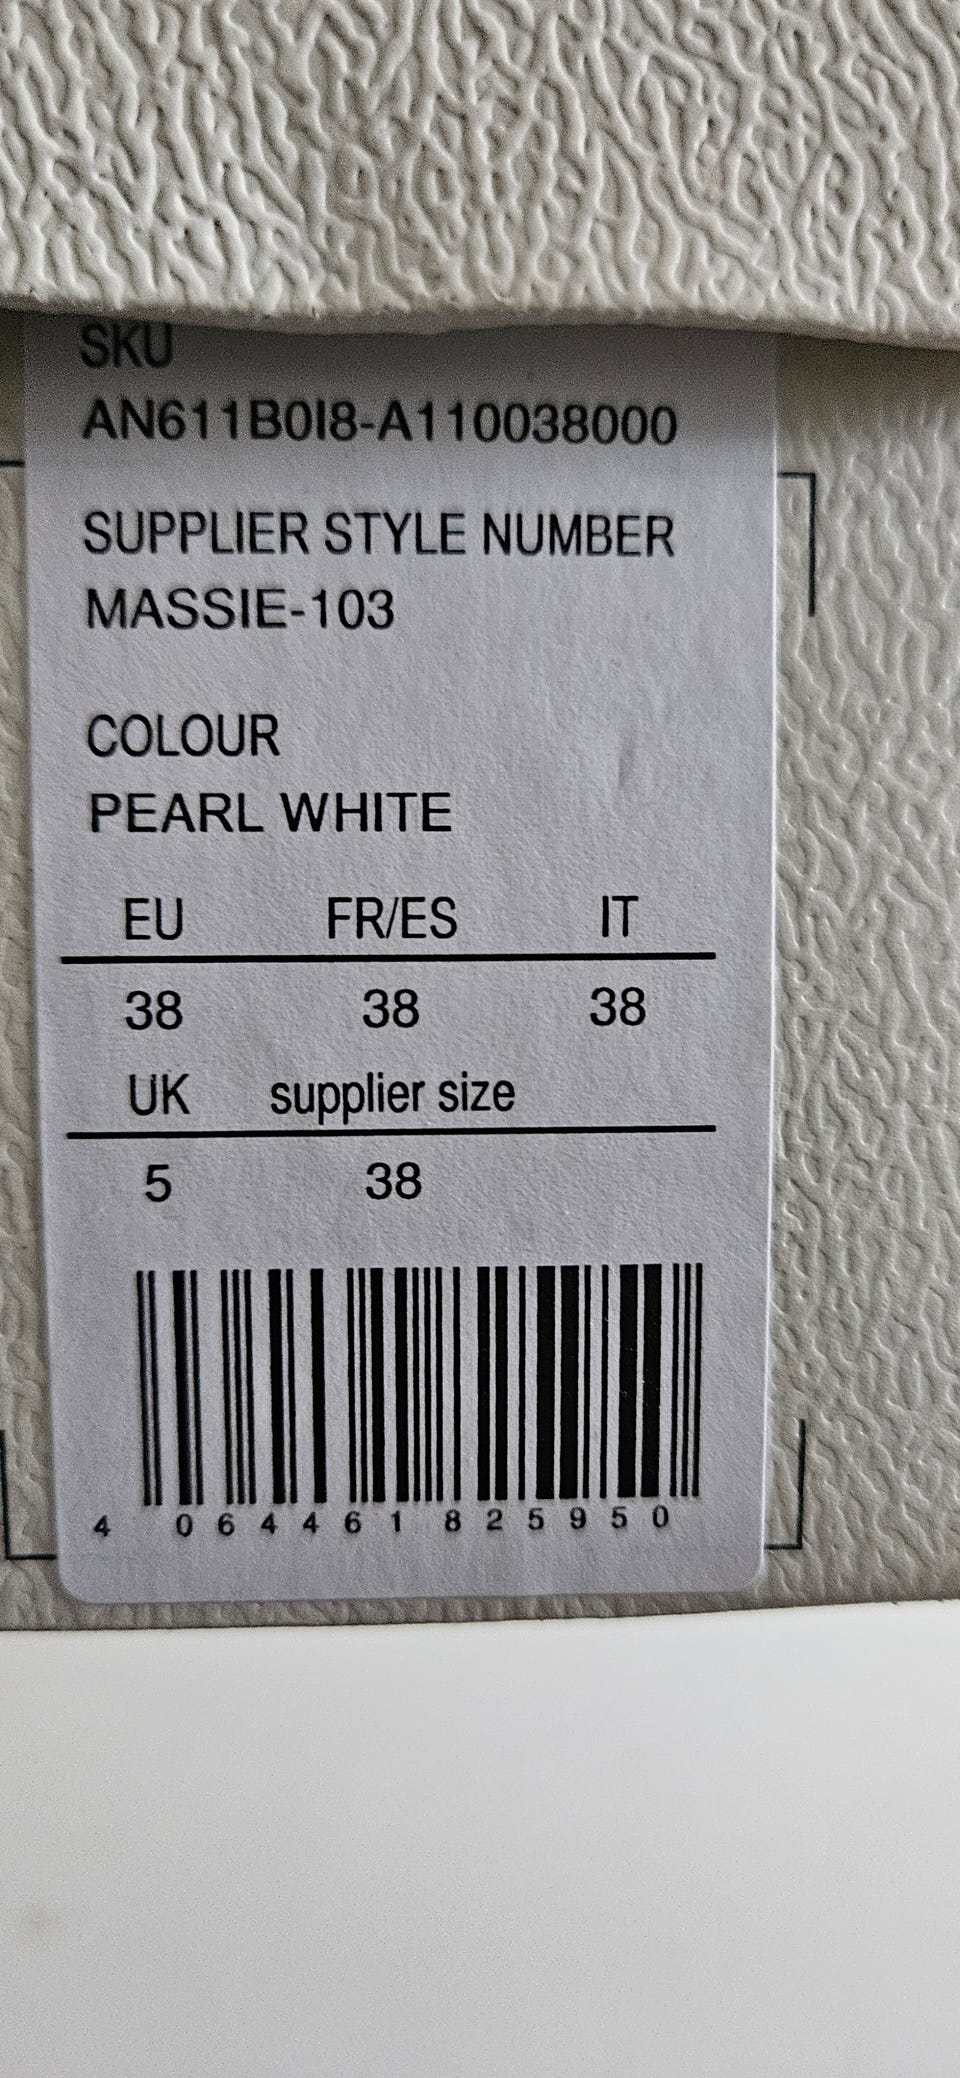 SKU
AN611B0I8-A110038000
SUPPLIER STYLE NUMBER
MASSIE-103
COLOUR
PEARL WHITE
EU FR/ES IT
38 38 38
UK supplier size
5 38
4 064461 825950